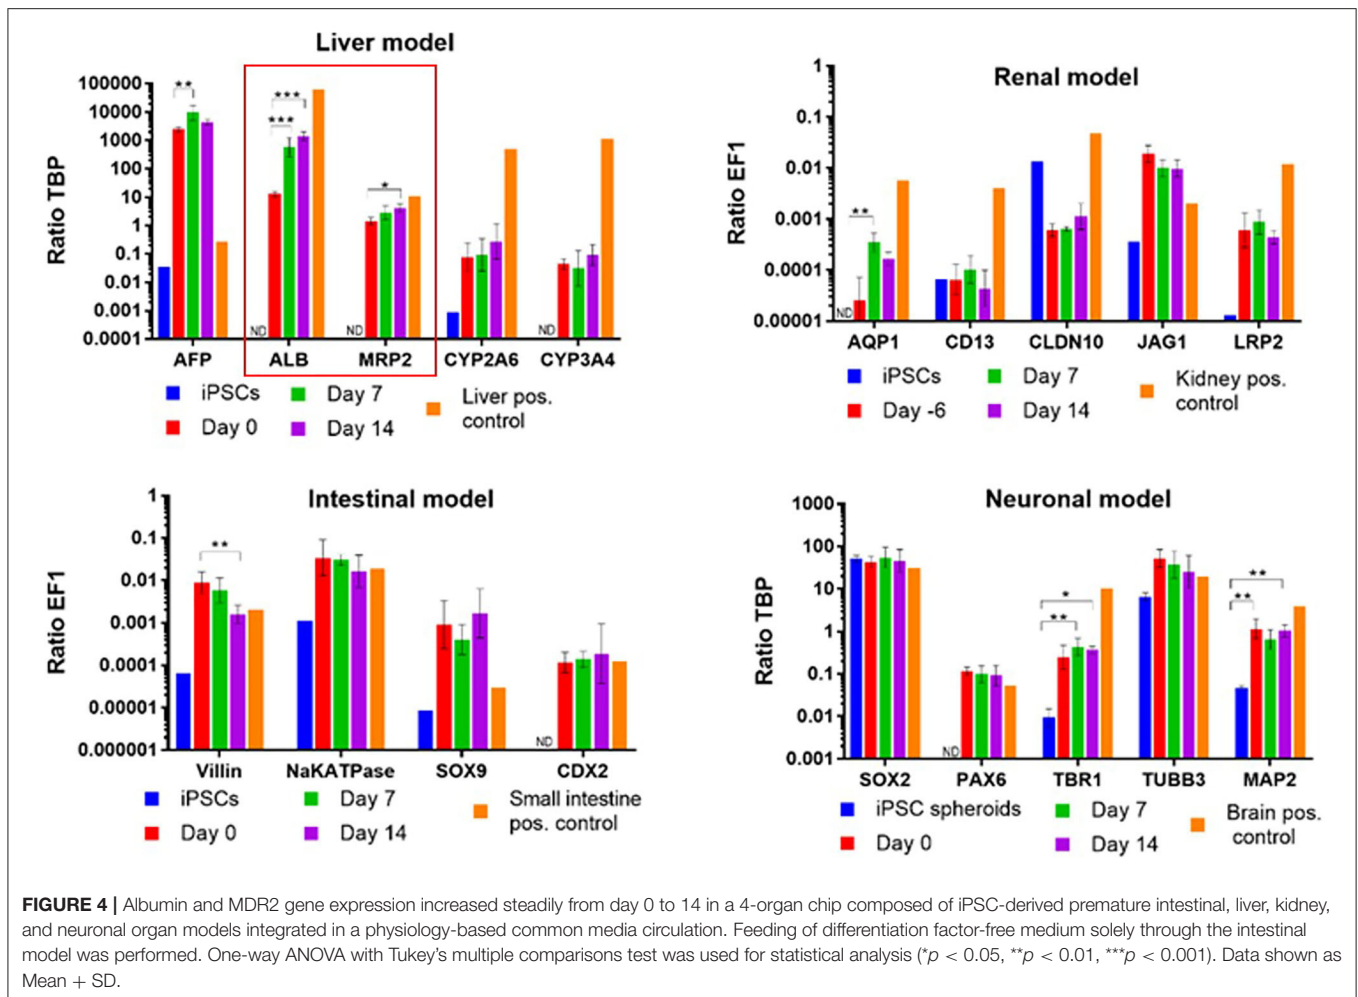 Liver model
Ratio TBP
100000
10000
1000
100
10
1
0.1
0.01
0.001
0.0001
**
***
***
*
ND
ND
ND
AFP ALB MRP2 CYP2A6 CYP3A4
iPSCs
Day 0
Day 7
Day 14
Liver pos.
control
Renal model
Ratio EF1
1
0.1
0.01
0.001
0.0001
0.00001
**
ND
AQP1 CD13 CLDN10 JAG1 LRP2
iPSCs
Day -6
Day 7
Day 14
Kidney pos.
control
Intestinal model
Ratio EF1
1
0.1
0.01
0.001
0.0001
0.00001
0.000001
**
ND
Villin NaKATPase SOX9 CDX2
iPSCs
Day 0
Day 7
Day 14
Small intestine
pos. control
Neuronal model
Ratio TBP
1000
100
10
1
0.1
0.01
0.001
*
**
**
**
ND
SOX2 PAX6 TBR1 TUBB3 MAP2
iPSC spheroids
Day 0
Day 7
Day 14
Brain pos.
control
FIGURE 4 | Albumin and MDR2 gene expression increased steadily from day 0 to 14 in a 4-organ chip composed of iPSC-derived premature intestinal, liver, kidney,
and neuronal organ models integrated in a physiology-based common media circulation. Feeding of differentiation factor-free medium solely through the intestinal
model was performed. One-way ANOVA with Tukey's multiple comparisons test was used for statistical analysis (*p < 0.05, **p < 0.01, ***p < 0.001). Data shown as
Mean + SD.